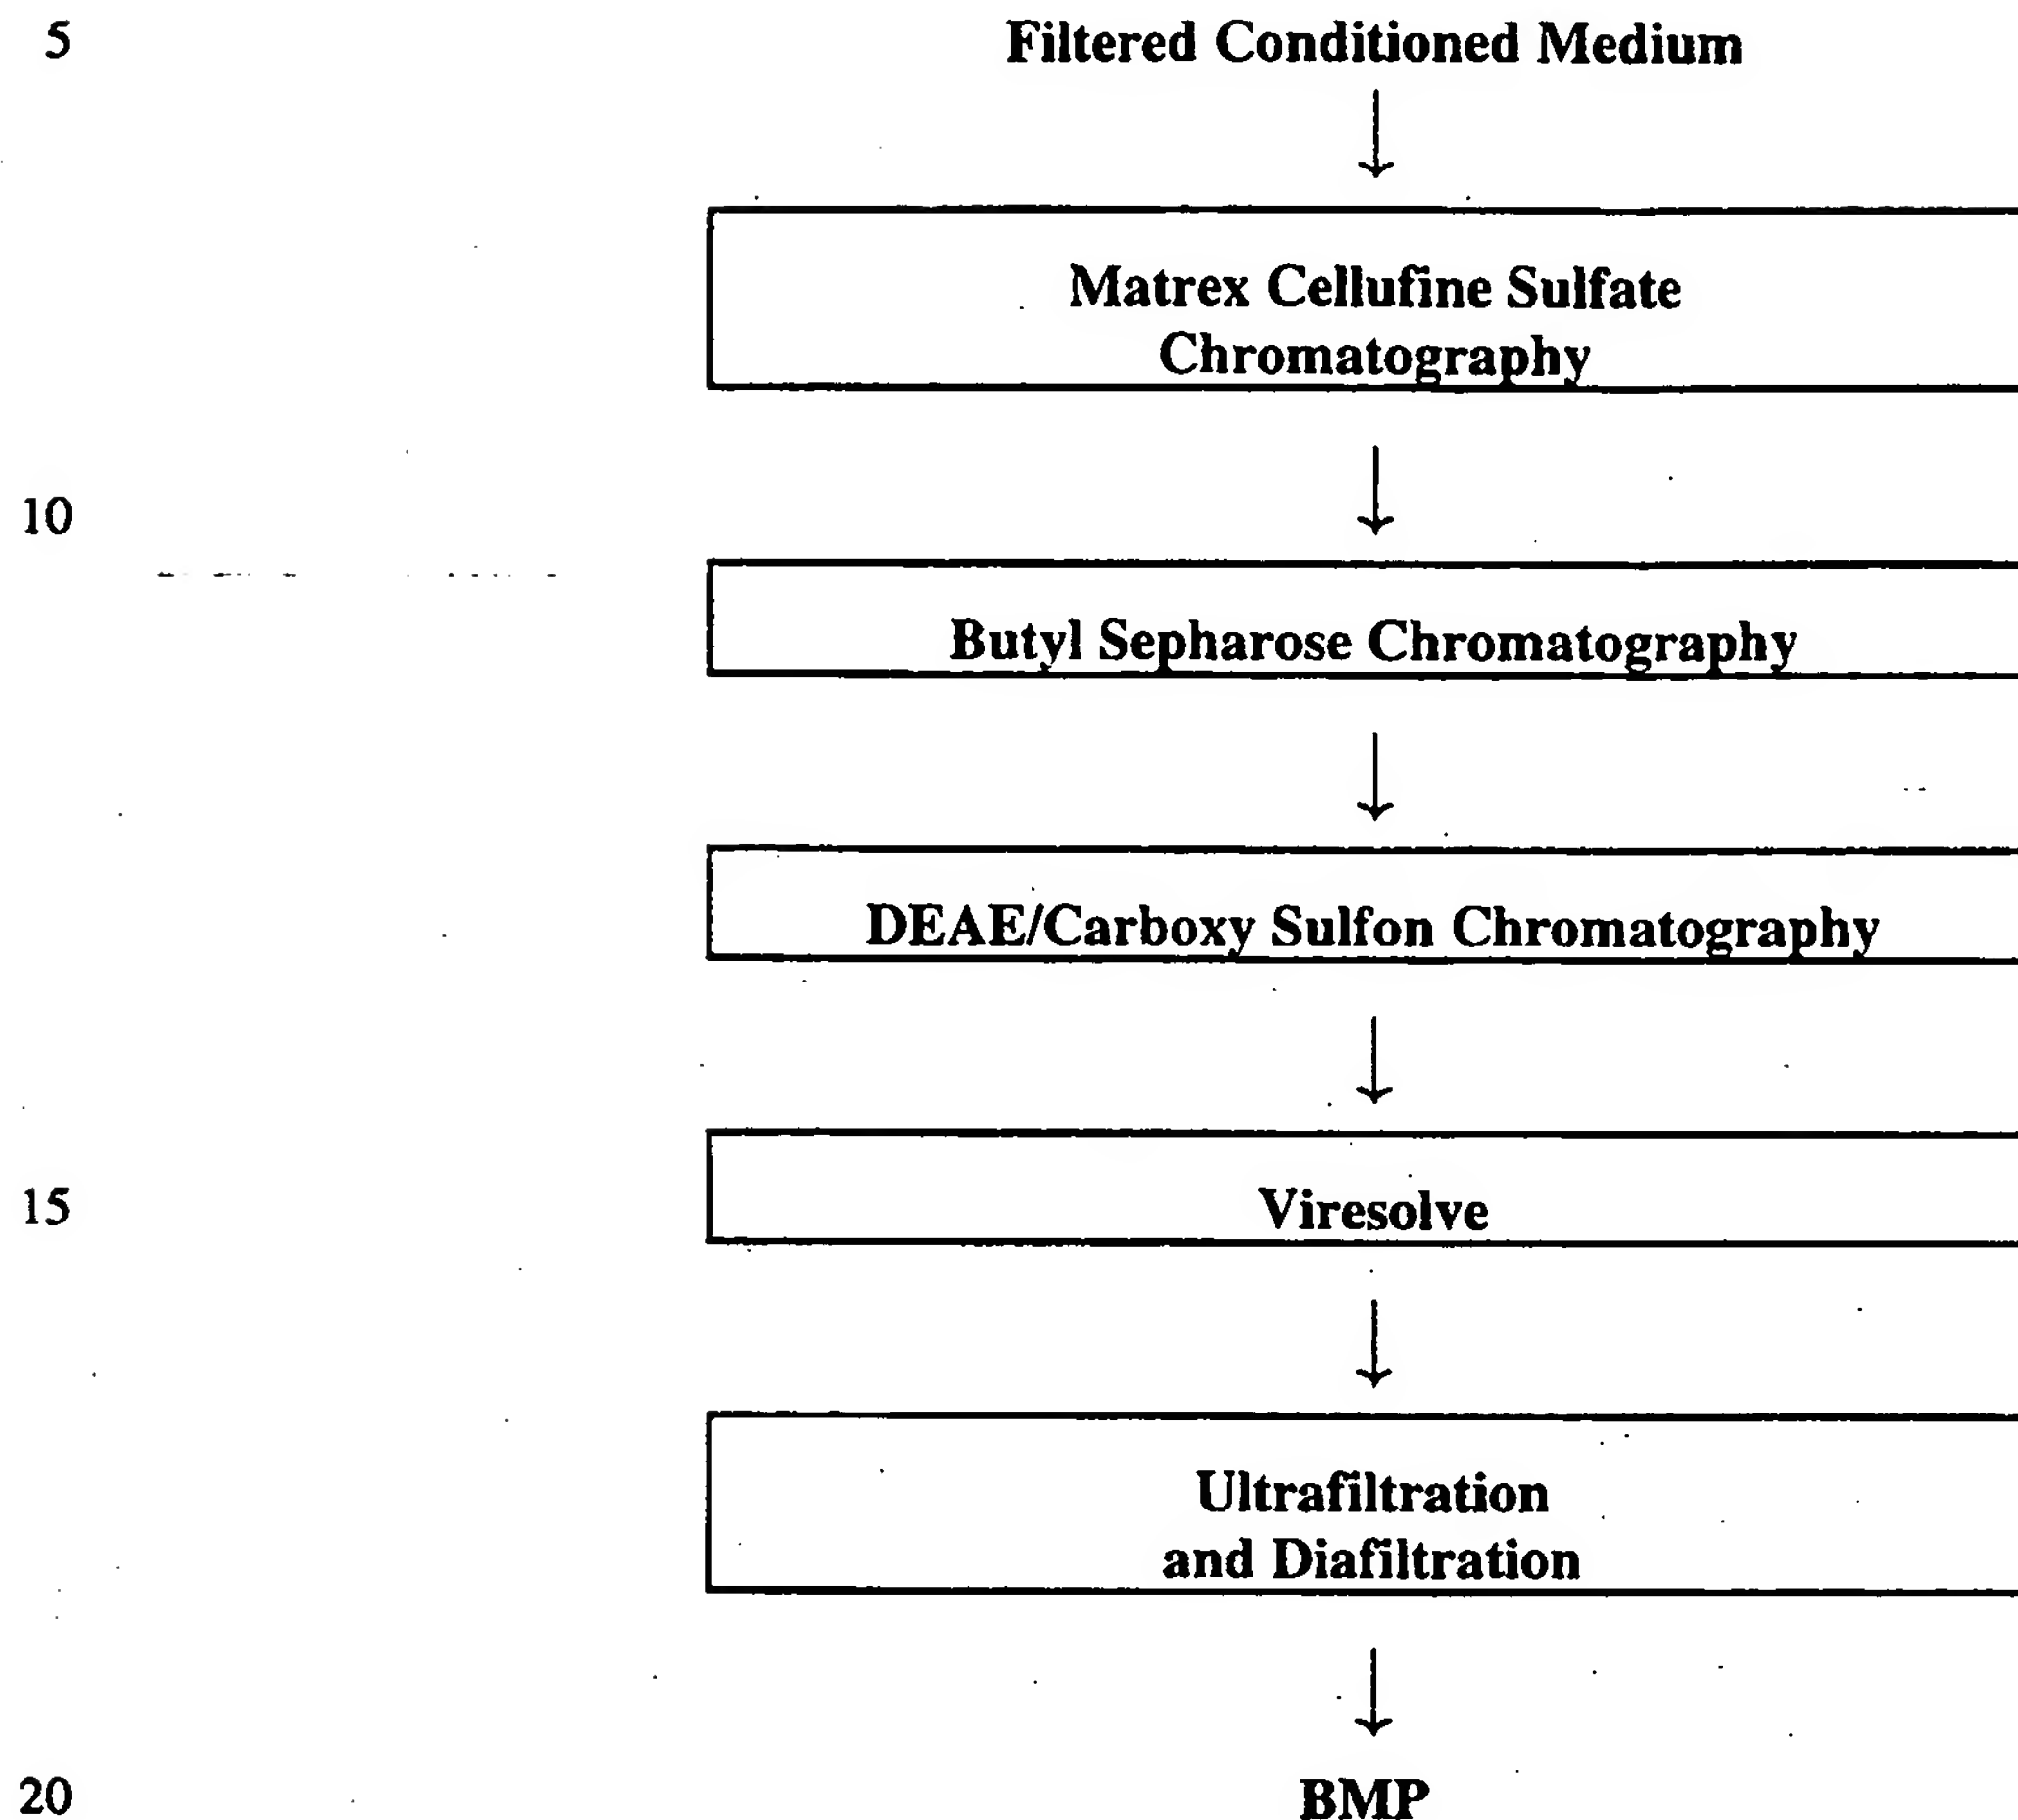 5 Filtered Conditioned Medium
Matrex Cellufine Sulfate
Chromatography
10
Butyl Sepharose Chromatography
DEAE/Carboxy Sulfon Chromatography
15 Viresolve
Ultrafiltration
and Diafiltration
20 BMP